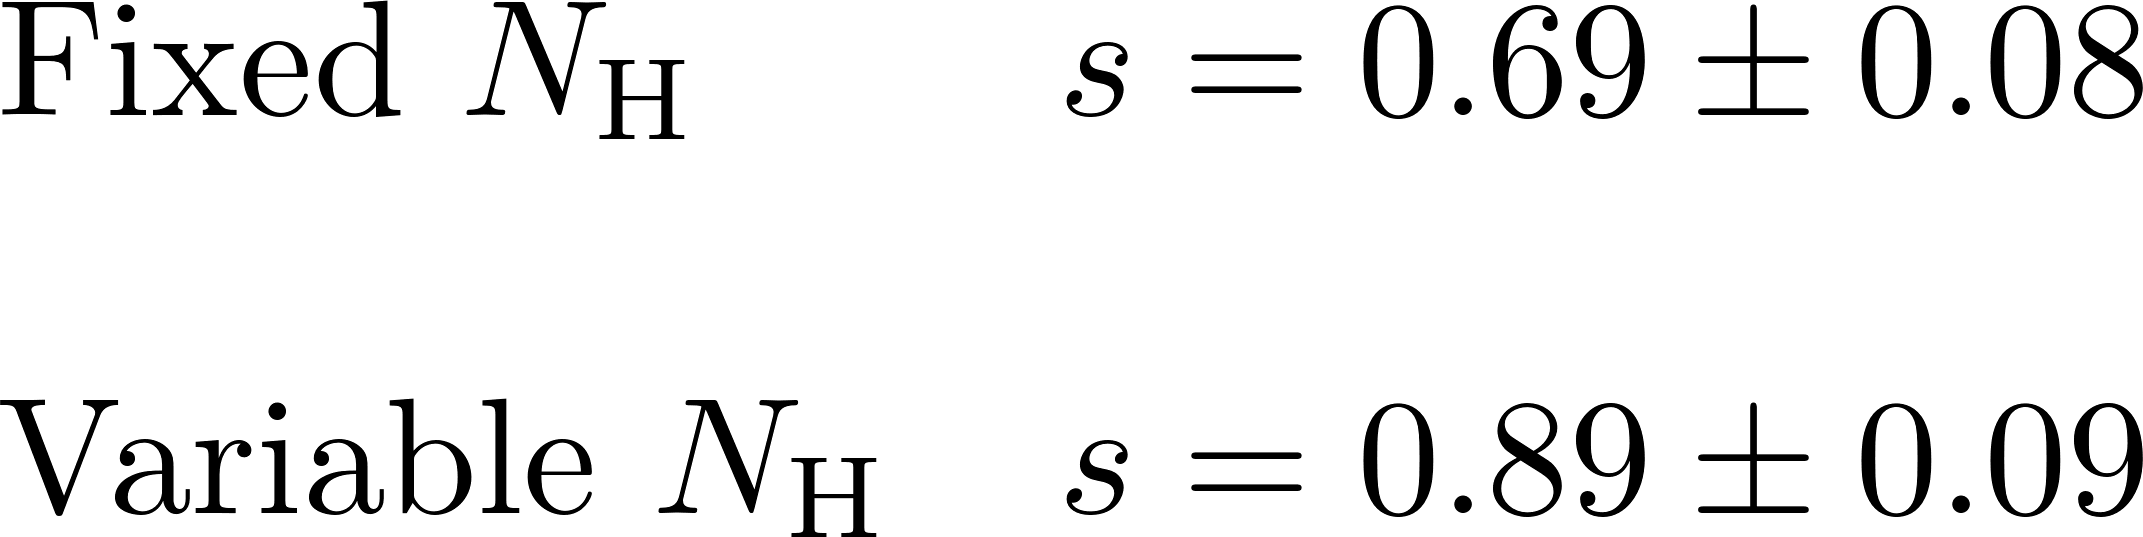 Fixed N_H s = 0.69 ± 0.08
Variable N_H s = 0.89 ± 0.09